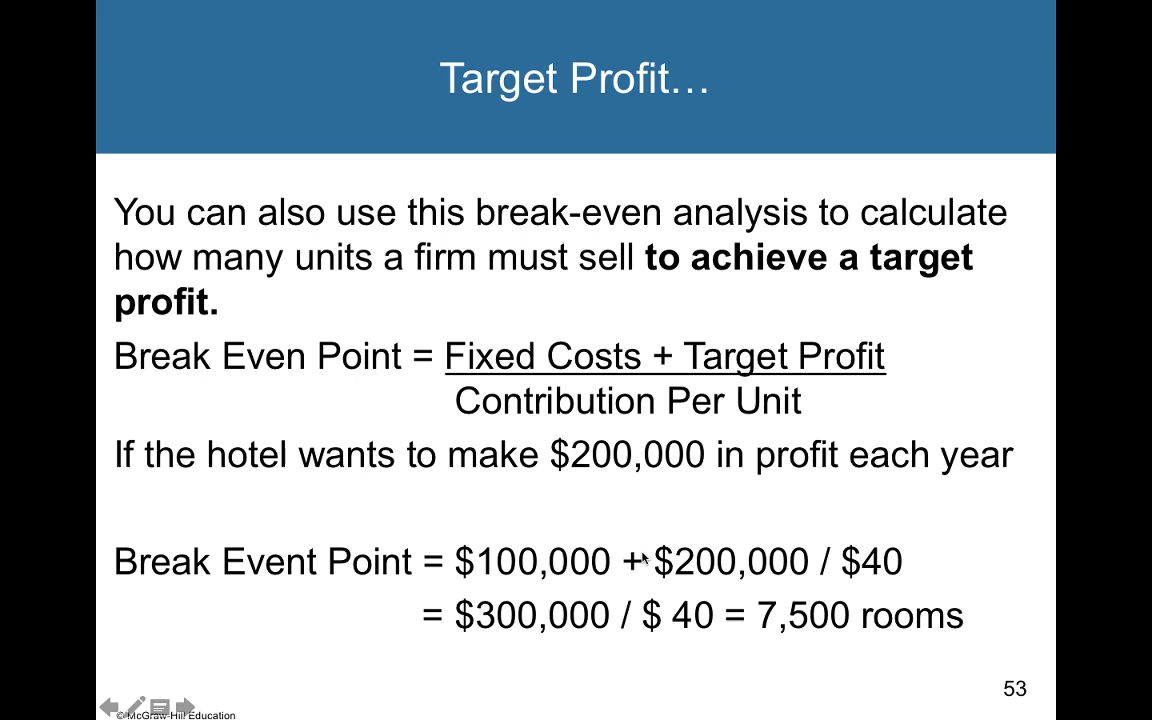 Target Profit…
You can also use this break-even analysis to calculate
how many units a firm must sell to achieve a target
profit.
Break Even Point = Fixed Costs + Target Profit
Contribution Per Unit
If the hotel wants to make $200,000 in profit each year
Break Event Point = $100,000 + $200,000 / $40
= $300,000 / $ 40 = 7,500 rooms
53
© McGraw-Hill Education